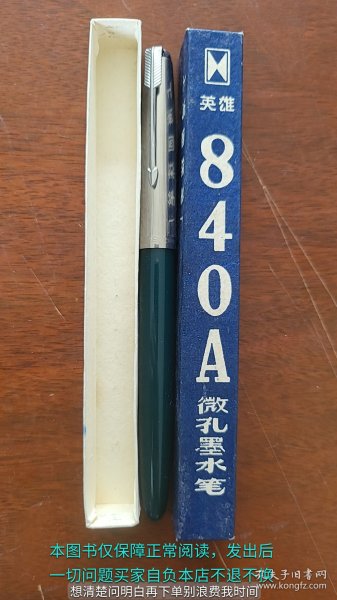 英雄
840A
微孔墨水笔
本图书仅保障正常阅读，发出后
一切问题买家自负本店不退不换
想清楚问明白再下单别浪费我时间
孔夫子旧书网